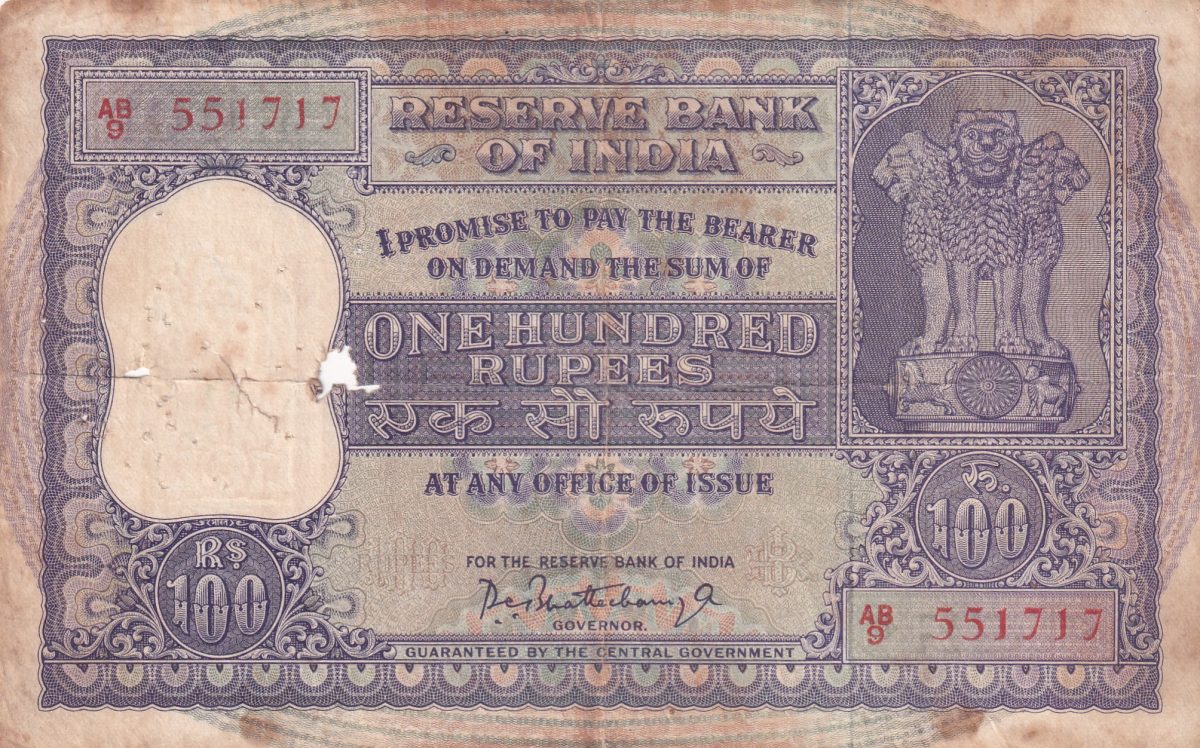 AB
9 551717
RESERVE BANK
OF INDIA
I PROMISE TO PAY THE BEARER
ON DEMAND THE SUM OF
ONE HUNDRED
RUPEES
एक सौ रुपये
AT ANY OFFICE OF ISSUE
रु. 100
RS 100
FOR THE RESERVE BANK OF INDIA
P. C. Bhattacharyya
GOVERNOR.
AB
9 551717
GUARANTEED BY THE CENTRAL GOVERNMENT